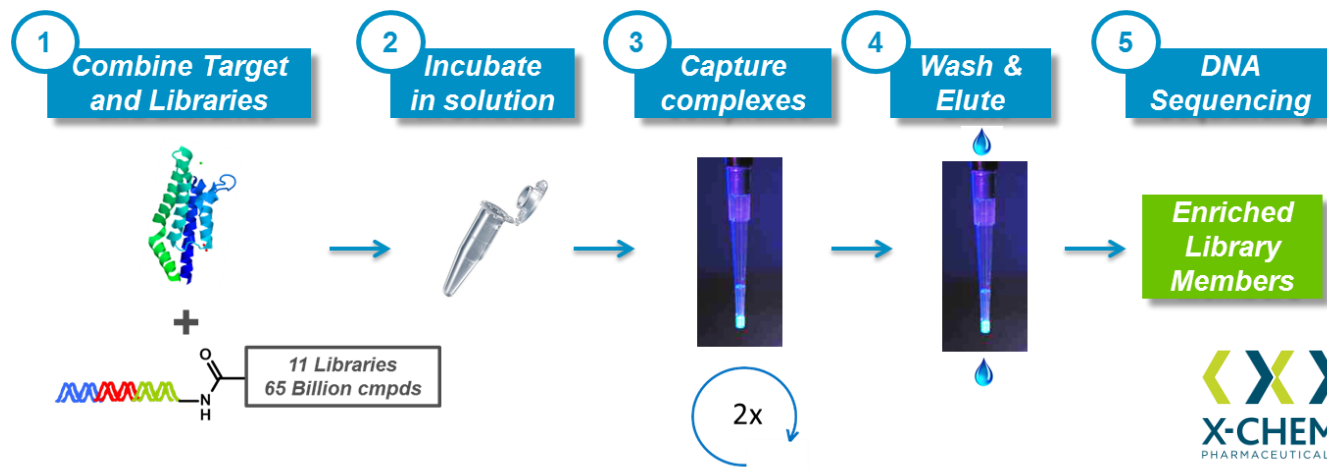 1
Combine Target
and Libraries
2
Incubate
in solution
3
Capture
complexes
4
Wash &
Elute
5
DNA
Sequencing
Enriched
Library
Members
+
O
N
H
11 Libraries
65 Billion cmpds
2x
X-CHEM
PHARMACEUTICAL